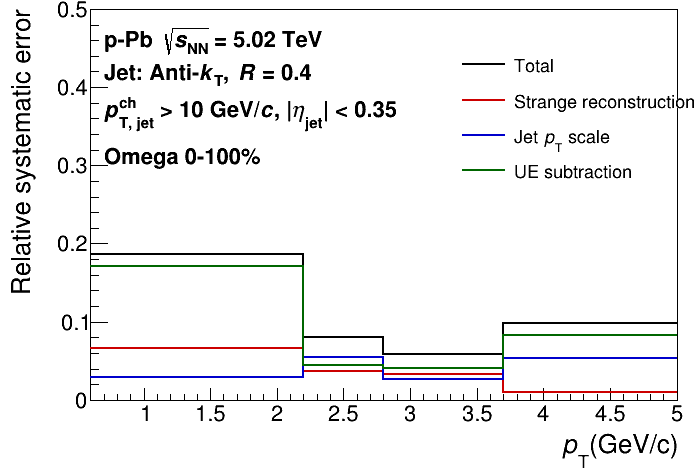 Relative systematic error
0.5
0.4
0.3
0.2
0.1
0
p-Pb √sNN = 5.02 TeV
Jet: Anti-kT, R = 0.4
p ch T, jet > 10 GeV/c, |ηjet| < 0.35
Omega 0-100%
Total
Strange reconstruction
Jet pT scale
UE subtraction
1 1.5 2 2.5 3 3.5 4 4.5 5
pT(GeV/c)